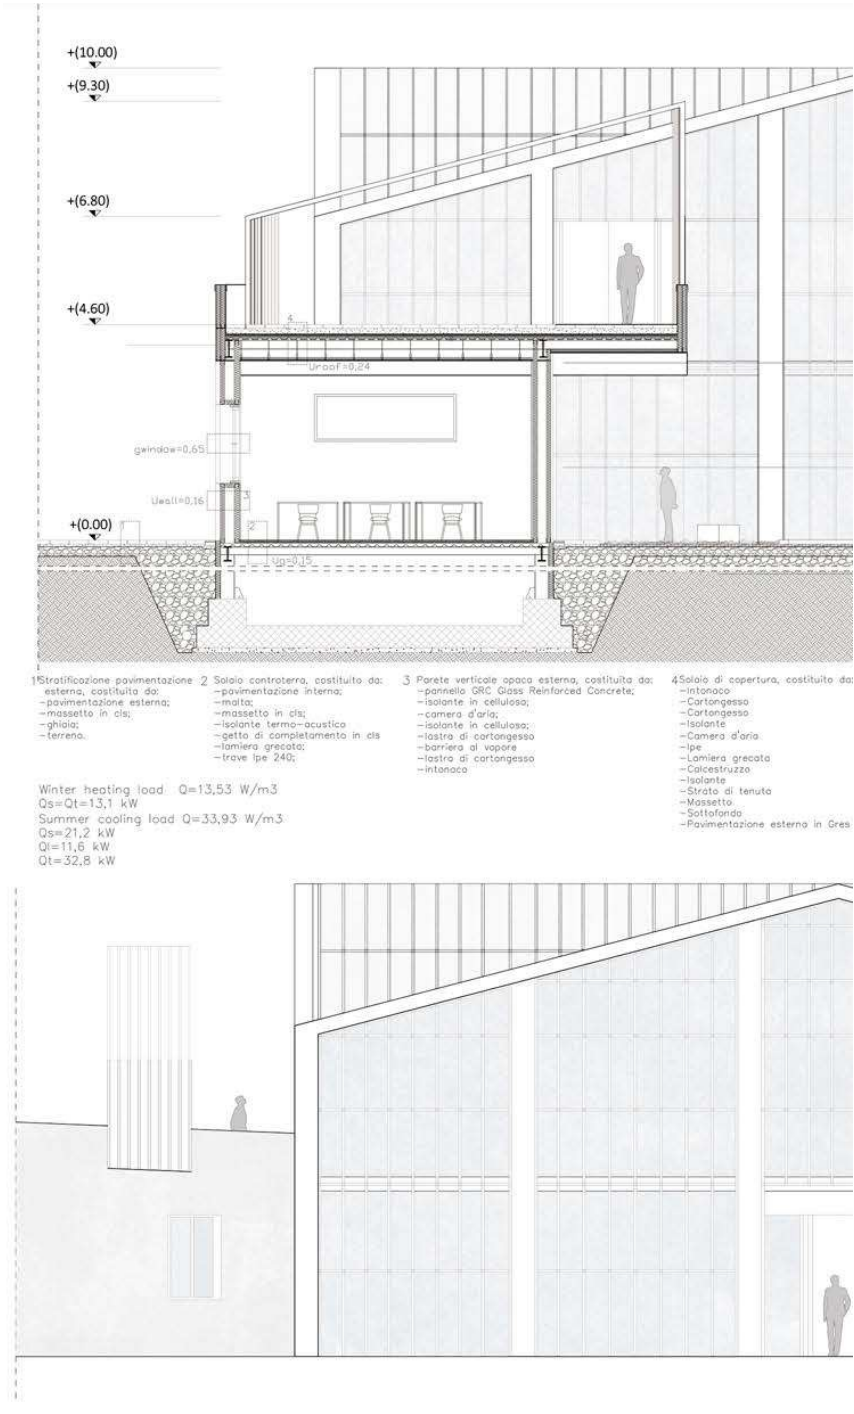 +(10.00)
+(9.30)
+(6.80)
+(4.60)
4
Uroof=0,24
gwindow=0,65
Uwall=0,16
3
+(0.00)
1
2
Up=0,15
1 Stratificazione pavimentazione
esterna, costituita da:
-pavimentazione esterna;
-massetto in cls;
-ghiaia;
-terreno.
2 Solaio controterra, costituito da:
-pavimentazione interna;
-malta;
-massetto in cls;
-isolante termo-acustico
-getto di completamento in cls
-lamiera grecata;
-trave Ipe 240;
3 Parete verticale opaca esterna, costituita da:
-pannello GRC Glass Reinforced Concrete;
-isolante in cellulosa;
-camera d'aria;
-isolante in cellulosa;
-lastra di cartongesso
-barriera al vapore
-lastra di cartongesso
-intonaco
4 Solaio di copertura, costituito da:
-Intonaco
-Cartongesso
-Cartongesso
-Isolante
-Camera d'aria
-Ipe
-Lamiera grecata
-Calcestruzzo
-Isolante
-Strato di tenuta
-Massetto
-Sottofondo
-Pavimentazione esterna in Gres
Winter heating load Q=13,53 W/m3
Qs=Qt=13,1 kW
Summer cooling load Q=33,93 W/m3
Qs=21,2 kW
Ql=11,6 kW
Qt=32,8 kW